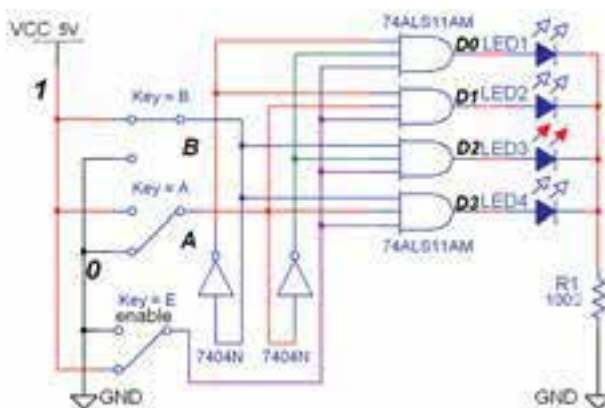 VCC 5V
74ALS11AM
D0 LED1
1
Key = B
D1 LED2
B
D2 LED3
Key = A
D3 LED4
A
0
74ALS11AM
Key = E
enable
R1
100Ω
7404N
7404N
GND
GND